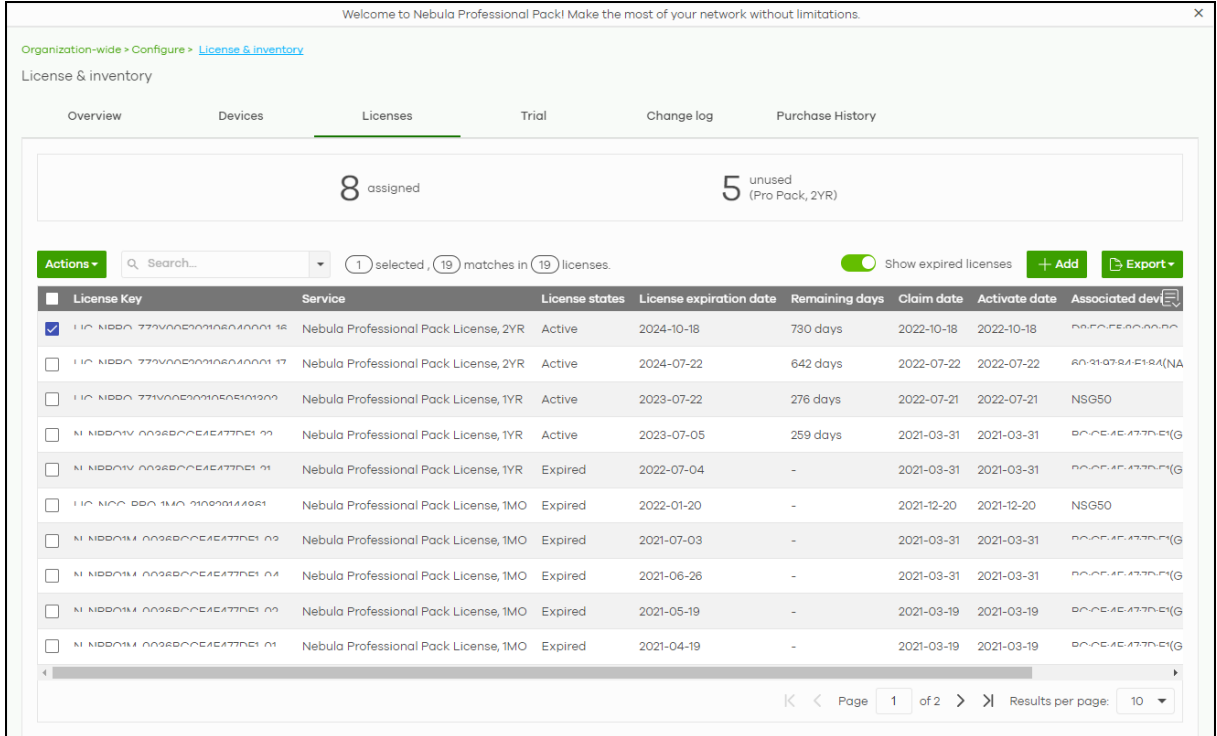 Welcome to Nebula Professional Pack! Make the most of your network without limitations.
Organization-wide > Configure > License & inventory
License & inventory
Overview Devices Licenses Trial Change log Purchase History
8 assigned 5 unused (Pro Pack, 2YR)
Actions Search... 1 selected , 19 matches in 19 licenses. Show expired licenses + Add Export
License Key Service License states License expiration date Remaining days Claim date Activate date Associated devi
Nebula Professional Pack License, 2YR Active 2024-10-18 730 days 2022-10-18 2022-10-18
Nebula Professional Pack License, 2YR Active 2024-07-22 642 days 2022-07-22 2022-07-22
Nebula Professional Pack License, 1YR Active 2023-07-22 276 days 2022-07-21 2022-07-21 NSG50
Nebula Professional Pack License, 1YR Active 2023-07-05 259 days 2021-03-31 2021-03-31
Nebula Professional Pack License, 1YR Expired 2022-07-04 - 2021-03-31 2021-03-31
Nebula Professional Pack License, 1MO Expired 2022-01-20 - 2021-12-20 2021-12-20 NSG50
Nebula Professional Pack License, 1MO Expired 2021-07-03 - 2021-03-31 2021-03-31
Nebula Professional Pack License, 1MO Expired 2021-06-26 - 2021-03-31 2021-03-31
Nebula Professional Pack License, 1MO Expired 2021-05-19 - 2021-03-19 2021-03-19
Nebula Professional Pack License, 1MO Expired 2021-04-19 - 2021-03-19 2021-03-19
Page 1 of 2 Results per page: 10